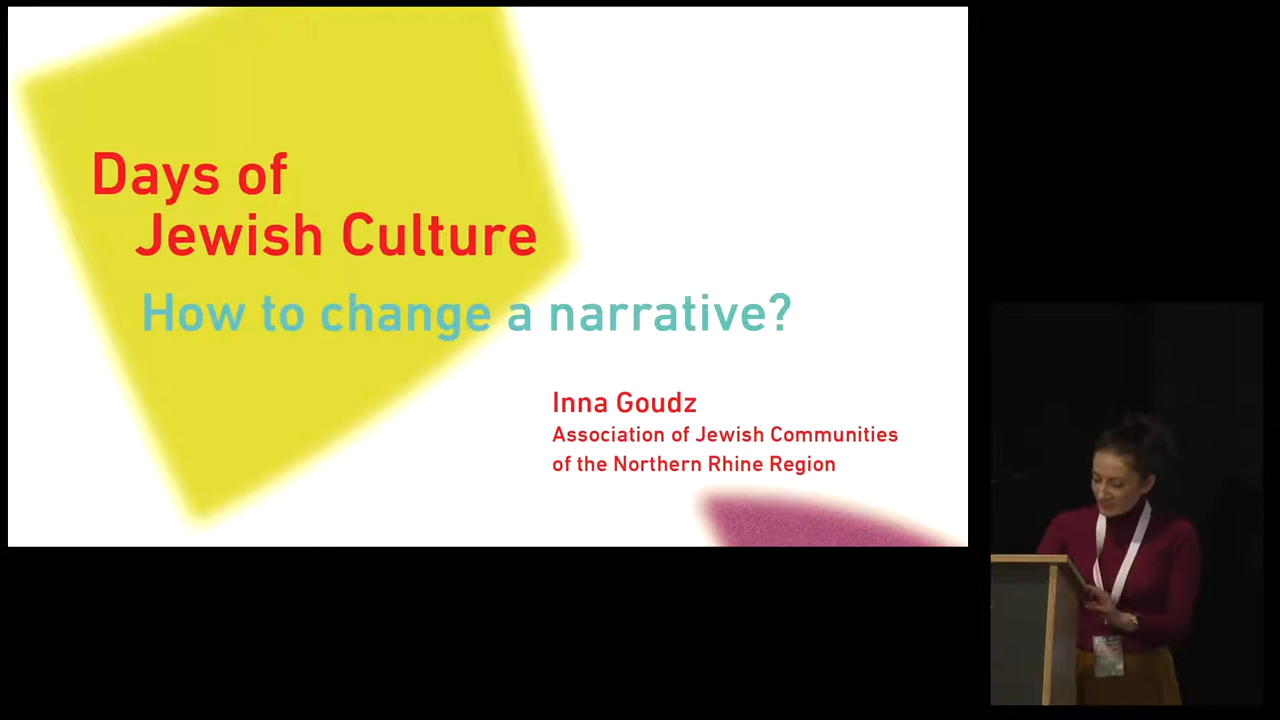 Days of
Jewish Culture
How to change a narrative?
Inna Goudz
Association of Jewish Communities
of the Northern Rhine Region